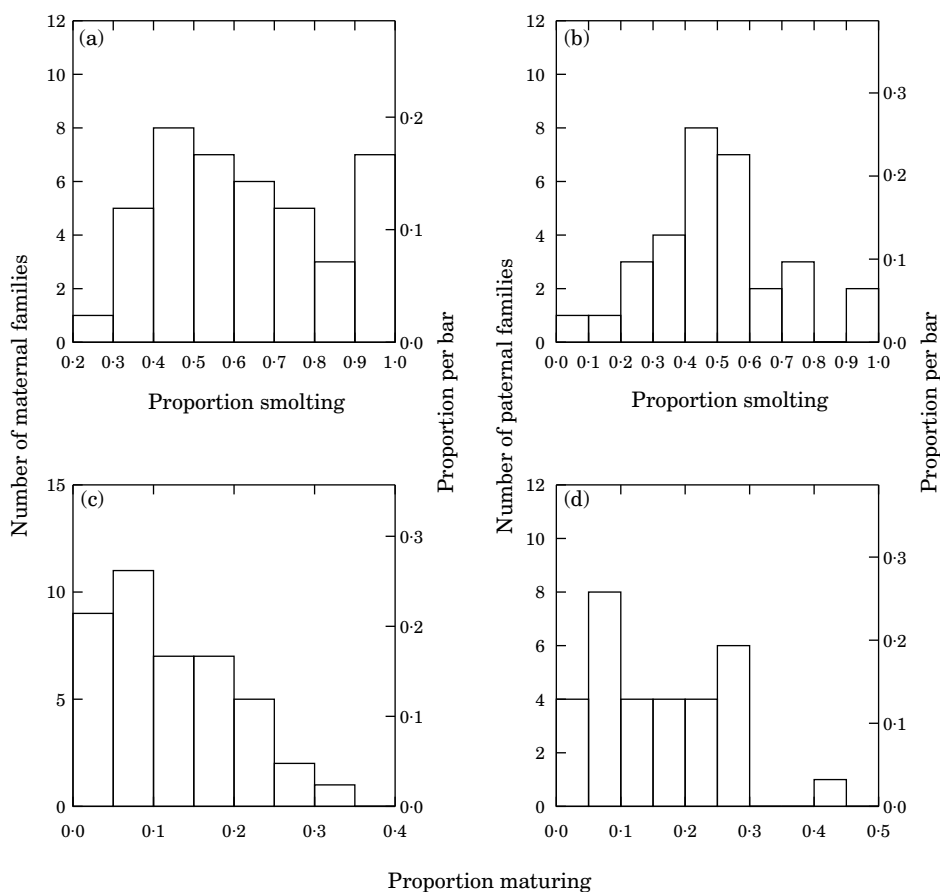 (a)
12
10
8
6
4
2
0
0·2
0·1
0·0
0·2 0·3 0·4 0·5 0·6 0·7 0·8 0·9 1·0
Proportion smolting
(b)
12
10
8
6
4
2
0
0·3
0·2
0·1
0·0
0·0 0·1 0·2 0·3 0·4 0·5 0·6 0·7 0·8 0·9 1·0
Proportion smolting
Number of maternal families
Proportion per bar
Number of paternal families
Proportion per bar
(c)
15
10
5
0
0·3
0·2
0·1
0·0
0·0 0·1 0·2 0·3 0·4
(d)
12
10
8
6
4
2
0
0·3
0·2
0·1
0·0
0·0 0·1 0·2 0·3 0·4 0·5
Proportion maturing